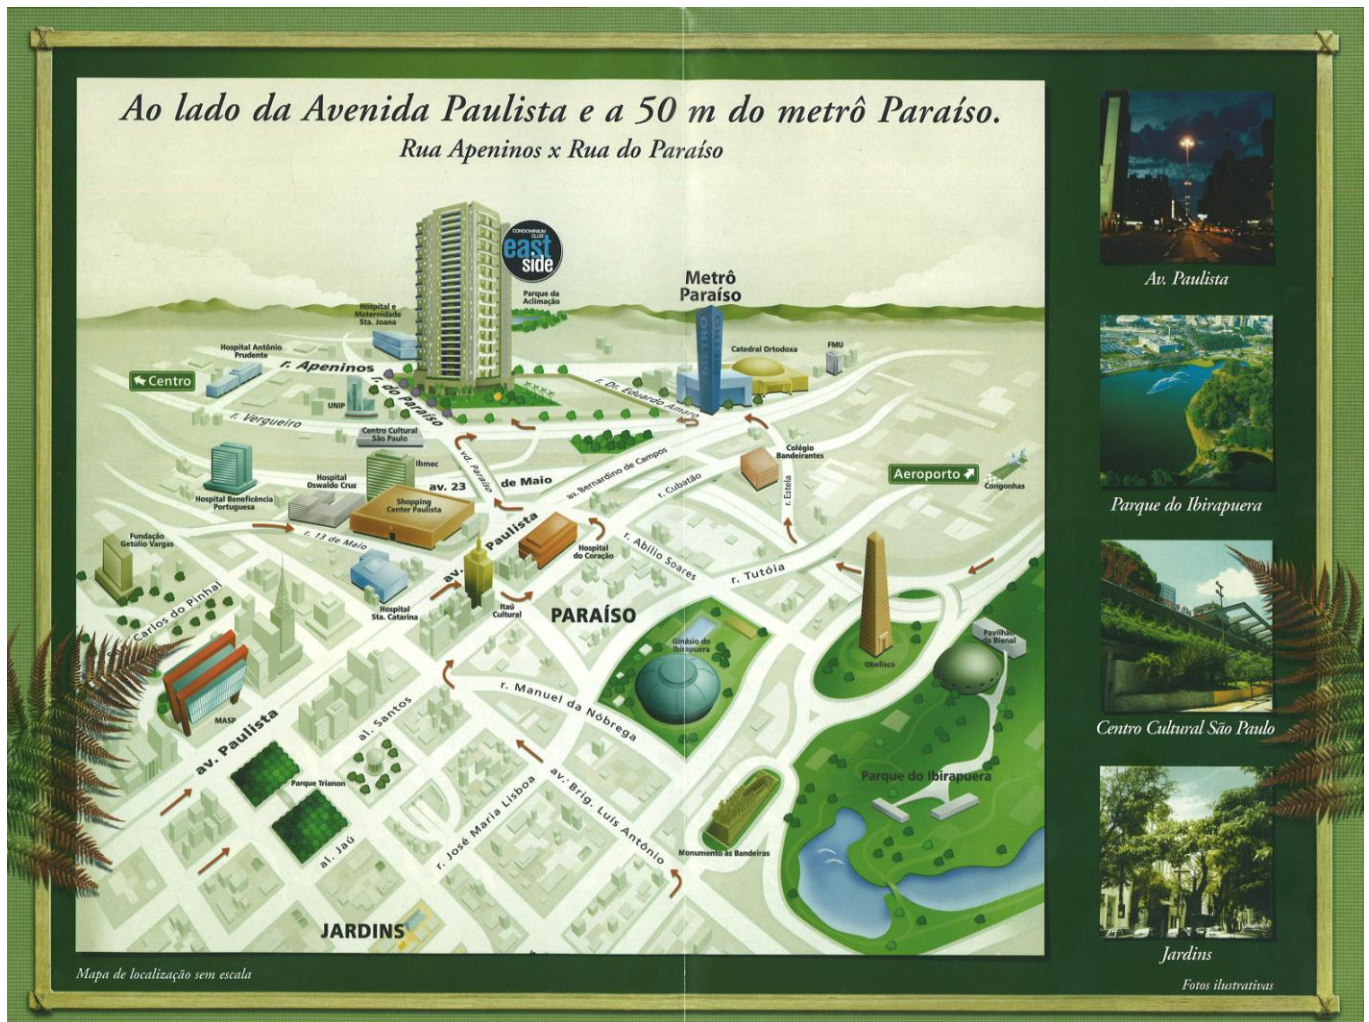 Ao lado da Avenida Paulista e a 50 m do metrô Paraíso.
Rua Apeninos x Rua do Paraíso
CONDOMINIUM
CLUB
east
side
Metrô
Paraíso
METRÔ
Parque da
Aclimação
Hospital e
Maternidade
Sta. Joana
Hospital Antônio
Prudente
r. Apeninos
Centro
r. do Paraíso
UNIP
r. Vergueiro
Centro Cultural
São Paulo
r. Dr. Eduardo Amaro
Catedral Ortodoxa
FMU
Colégio
Bandeirantes
Aeroporto
Congonhas
Ibmec
Hospital Beneficência
Portuguesa
Hospital
Oswaldo Cruz
Shopping
Center Paulista
av. 23 de Maio
vd. Paraíso
av. Bernardino de Campos
r. Cubatão
r. Estela
Fundação
Getúlio Vargas
r. 13 de Maio
av. Paulista
Hospital
do Coração
r. Abílio Soares
r. Tutóia
Carlos do Pinhal
Hospital
Sta. Catarina
Itaú
Cultural
PARAÍSO
Ginásio do
Ibirapuera
Obelisco
Pavilhão
da Bienal
MASP
av. Paulista
al. Santos
r. Manuel da Nóbrega
Parque Trianon
al. Jaú
r. José Maria Lisboa
av. Brig. Luís Antônio
Monumento às Bandeiras
Parque do Ibirapuera
JARDINS
Mapa de localização sem escala
Av. Paulista
Parque do Ibirapuera
Centro Cultural São Paulo
Jardins
Fotos ilustrativas